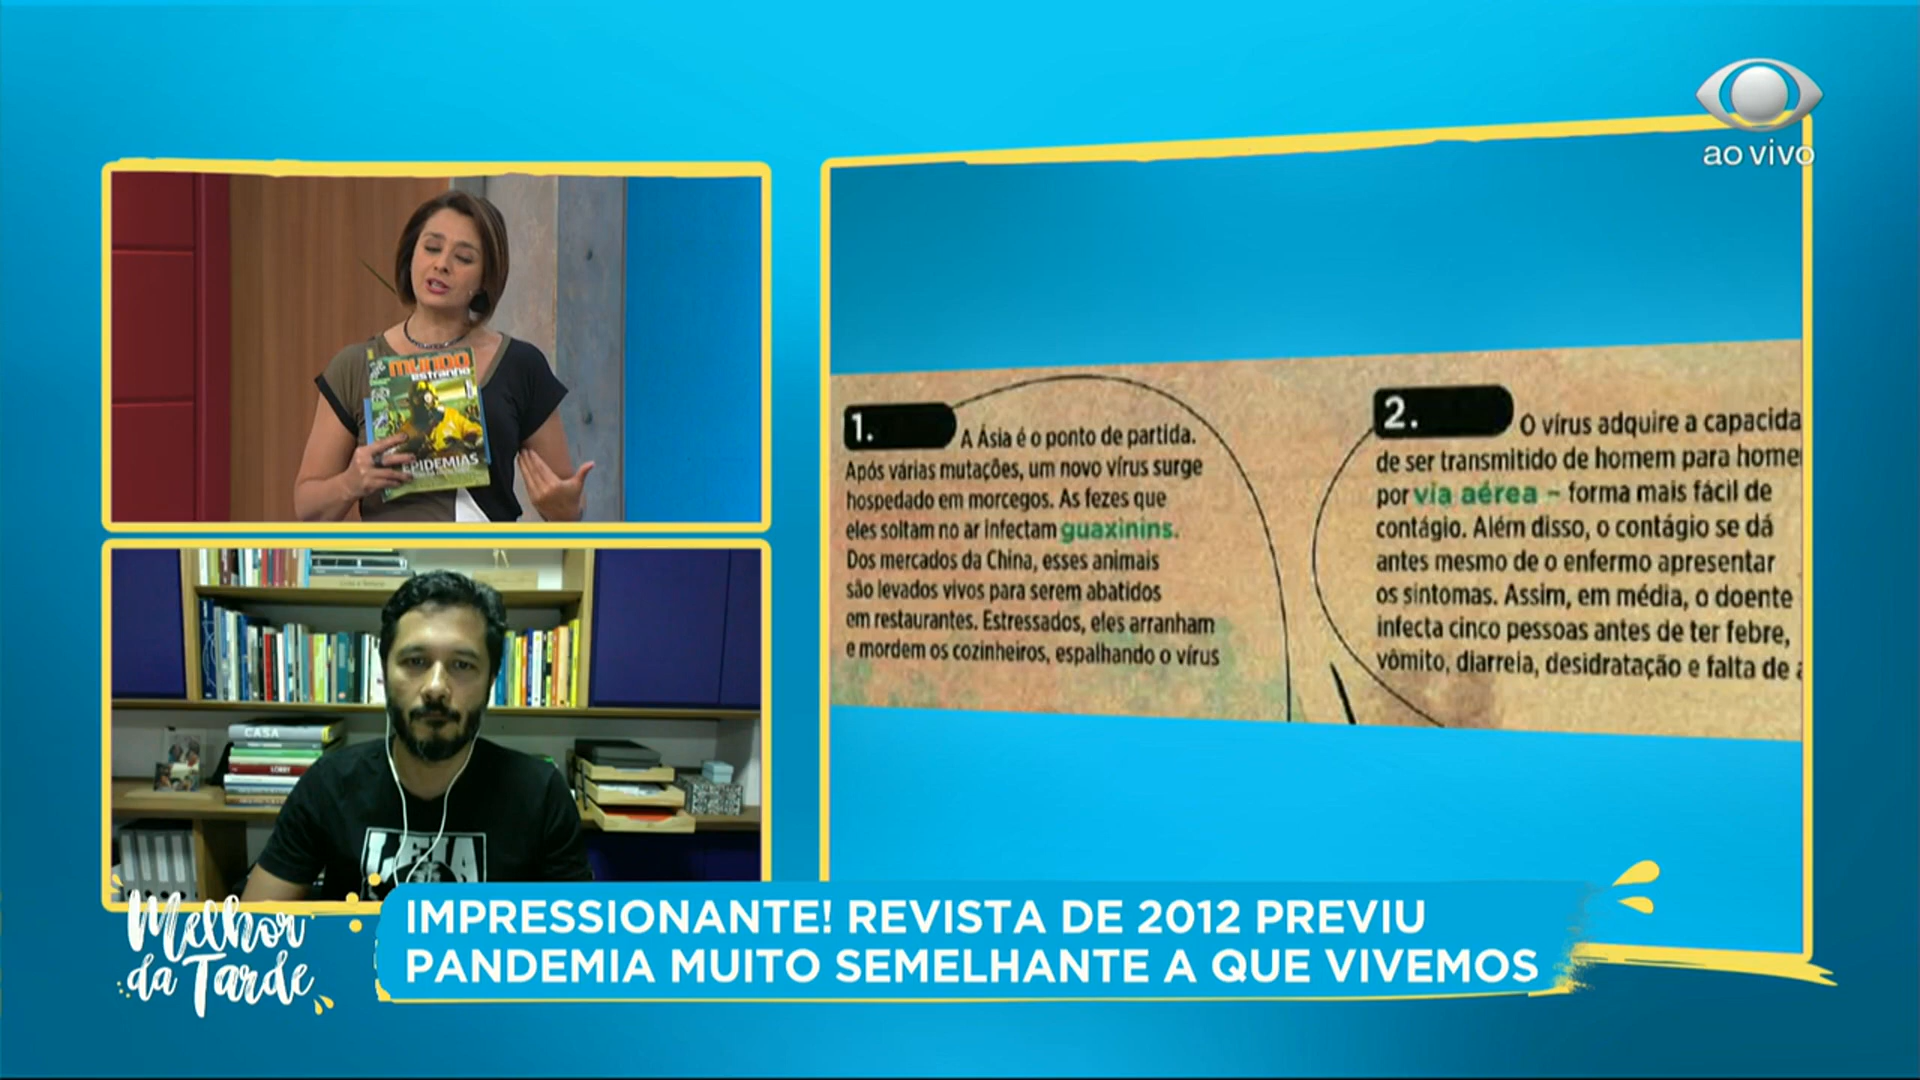 ao vivo
mundo
estranho
EPIDEMIAS
1.
A Ásia é o ponto de partida.
Após várias mutações, um novo vírus surge
hospedado em morcegos. As fezes que
eles soltam no ar infectam guaxinins.
Dos mercados da China, esses animais
são levados vivos para serem abatidos
em restaurantes. Estressados, eles arranham
e mordem os cozinheiros, espalhando o vírus
2.
O vírus adquire a capacida
de ser transmitido de homem para home
por via aérea – forma mais fácil de
contágio. Além disso, o contágio se dá
antes mesmo de o enfermo apresentar
os sintomas. Assim, em média, o doente
infecta cinco pessoas antes de ter febre,
vômito, diarreia, desidratação e falta de a
CASA
LOBBY
LEIA
Melhor
da Tarde
IMPRESSIONANTE! REVISTA DE 2012 PREVIU
PANDEMIA MUITO SEMELHANTE A QUE VIVEMOS